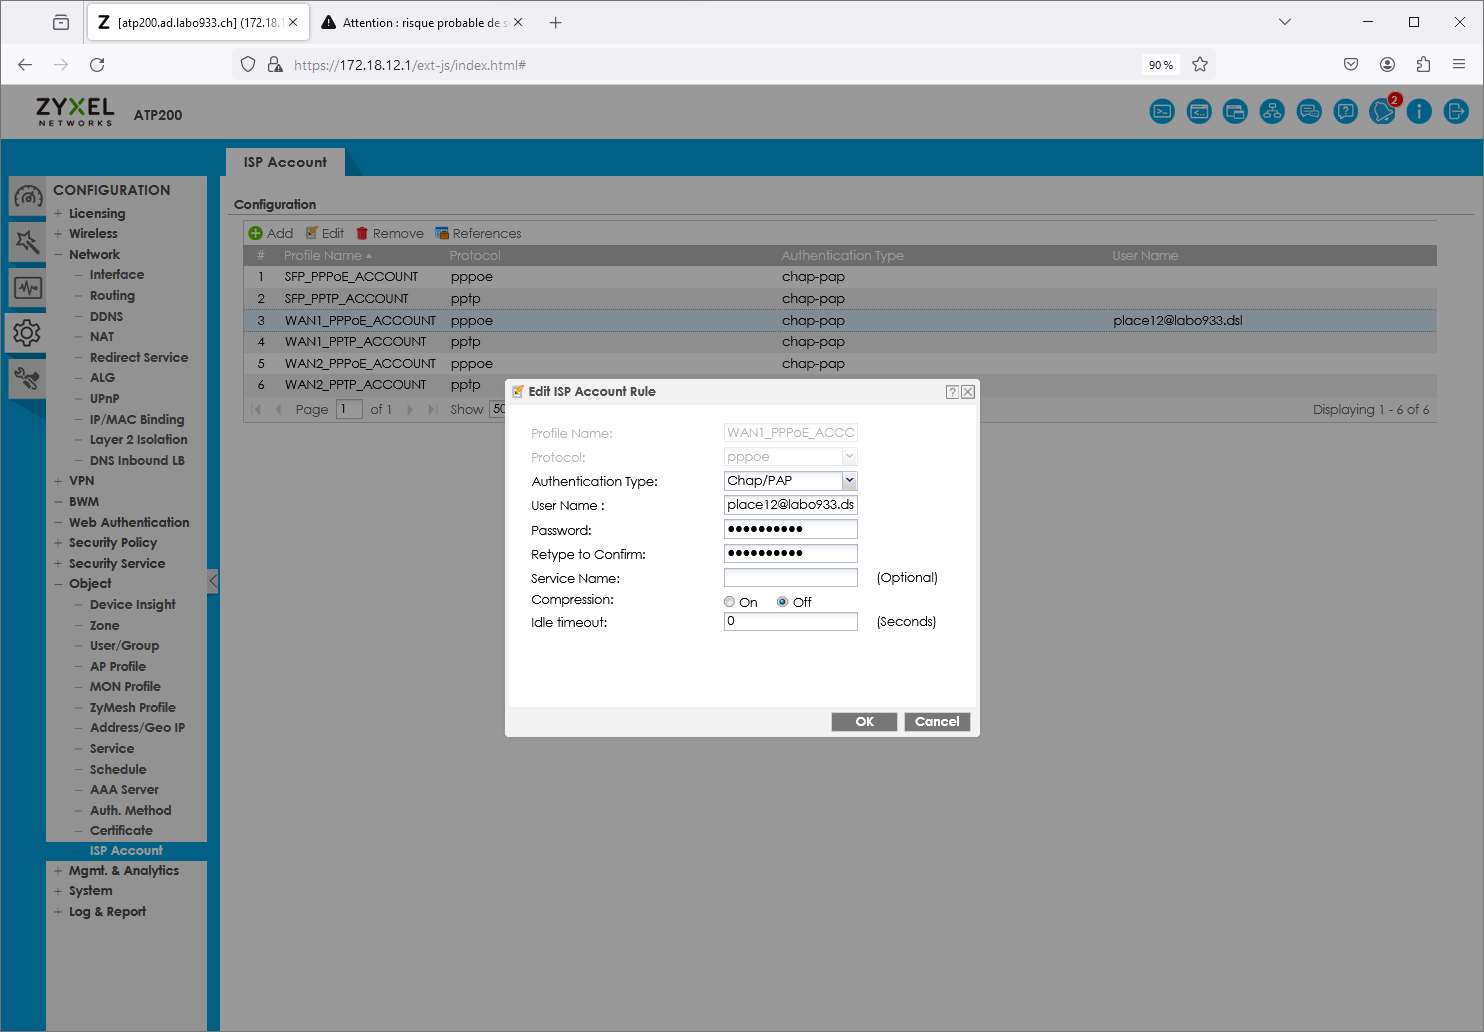 [atp200.ad.labo933.ch] (172.18.1
Attention : risque probable de s
https://172.18.12.1/ext-js/index.html#
90 %
ZYXEL
NETWORKS
ATP200
2
ISP Account
CONFIGURATION
Licensing
Wireless
Network
Interface
Routing
DDNS
NAT
Redirect Service
ALG
UPnP
IP/MAC Binding
Layer 2 Isolation
DNS Inbound LB
VPN
BWM
Web Authentication
Security Policy
Security Service
Object
Device Insight
Zone
User/Group
AP Profile
MON Profile
ZyMesh Profile
Address/Geo IP
Service
Schedule
AAA Server
Auth. Method
Certificate
ISP Account
Mgmt. & Analytics
System
Log & Report
Configuration
Add Edit Remove References
# Profile Name Protocol Authentication Type User Name
1 SFP_PPPoE_ACCOUNT pppoe chap-pap
2 SFP_PPTP_ACCOUNT pptp chap-pap
3 WAN1_PPPoE_ACCOUNT pppoe chap-pap place12@labo933.dsl
4 WAN1_PPTP_ACCOUNT pptp chap-pap
5 WAN2_PPPoE_ACCOUNT pppoe chap-pap
6 WAN2_PPTP_ACCOUNT pptp
Page 1 of 1 Show 50 Displaying 1 - 6 of 6
Edit ISP Account Rule
Profile Name: WAN1_PPPoE_ACCC
Protocol: pppoe
Authentication Type: Chap/PAP
User Name : place12@labo933.ds
Password: ••••••••••
Retype to Confirm: ••••••••••
Service Name: (Optional)
Compression: On Off
Idle timeout: 0 (Seconds)
OK Cancel